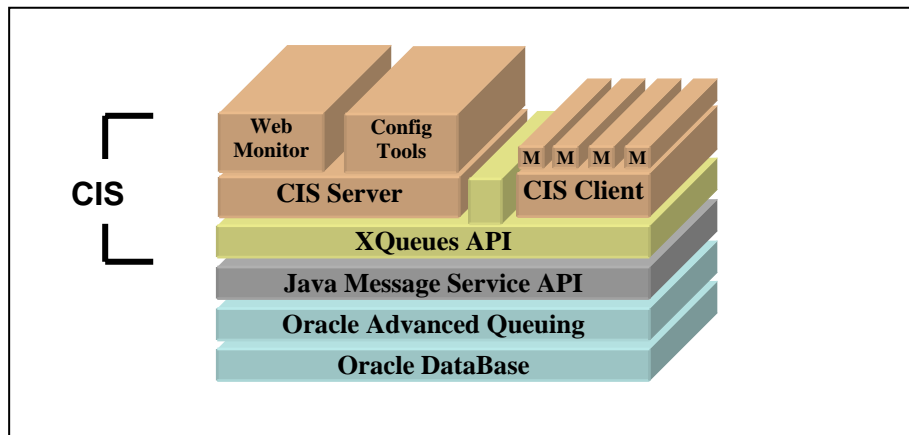 Web
Monitor
Config
Tools
M M M M
CIS
CIS Server
CIS Client
XQueues API
Java Message Service API
Oracle Advanced Queuing
Oracle DataBase